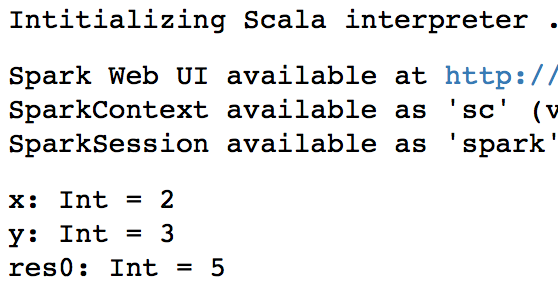 Intitializing Scala interpreter .
Spark Web UI available at http://
SparkContext available as 'sc' (v
SparkSession available as 'spark'
x: Int = 2
y: Int = 3
res0: Int = 5